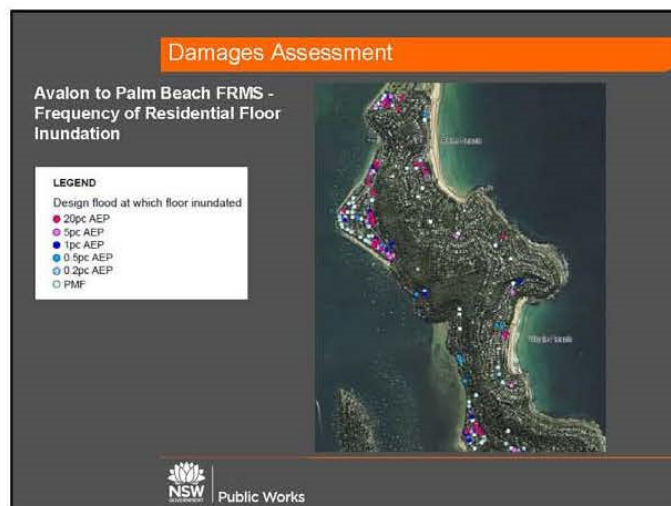 Damages Assessment
Avalon to Palm Beach FRMS -
Frequency of Residential Floor
Inundation
LEGEND
Design flood at which floor inundated
20pc AEP
5pc AEP
1pc AEP
0.5pc AEP
0.2pc AEP
PMF
NSW
GOVERNMENT
Public Works